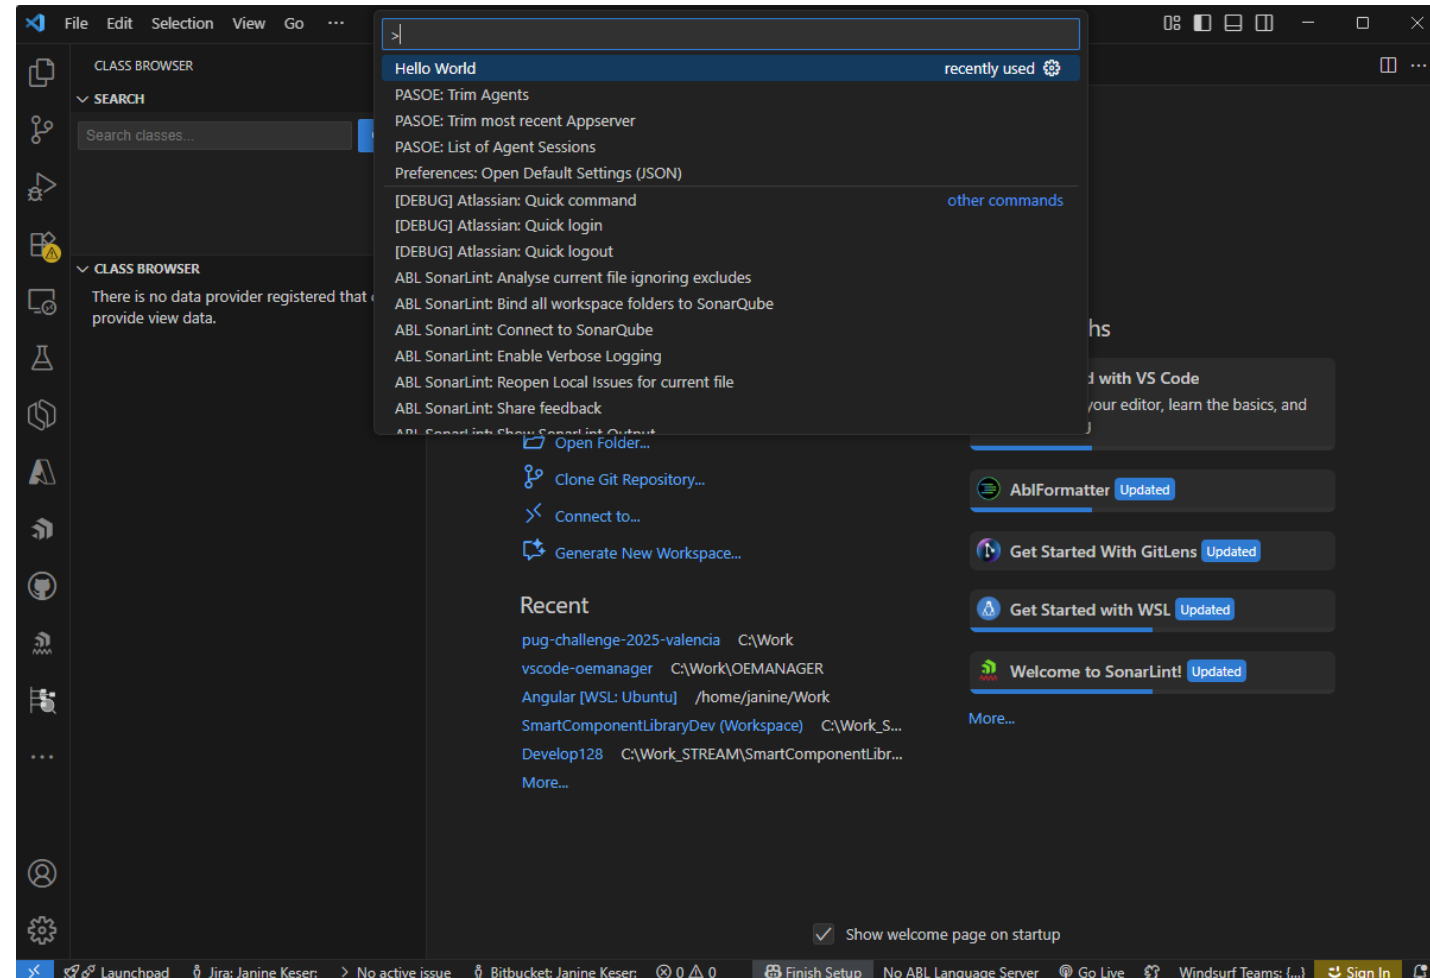 File Edit Selection View Go ···
>
Hello World recently used
PASOE: Trim Agents
PASOE: Trim most recent Appserver
PASOE: List of Agent Sessions
Preferences: Open Default Settings (JSON)
[DEBUG] Atlassian: Quick command other commands
[DEBUG] Atlassian: Quick login
[DEBUG] Atlassian: Quick logout
ABL SonarLint: Analyse current file ignoring excludes
ABL SonarLint: Bind all workspace folders to SonarQube
ABL SonarLint: Connect to SonarQube
ABL SonarLint: Enable Verbose Logging
ABL SonarLint: Reopen Local Issues for current file
ABL SonarLint: Share feedback
ABL SonarLint: Show SonarLint Output
CLASS BROWSER
SEARCH
Search classes...
CLASS BROWSER
There is no data provider registered that
provide view data.
Open Folder...
Clone Git Repository...
Connect to...
Generate New Workspace...
Recent
pug-challenge-2025-valencia C:\Work
vscode-oemanager C:\Work\OEMANAGER
Angular [WSL: Ubuntu] /home/janine/Work
SmartComponentLibraryDev (Workspace) C:\Work_S...
Develop128 C:\Work_STREAM\SmartComponentLibr...
More...
hs
d with VS Code
your editor, learn the basics, and
AblFormatter Updated
Get Started With GitLens Updated
Get Started with WSL Updated
Welcome to SonarLint! Updated
More...
Show welcome page on startup
Launchpad Jira: Janine Keser: No active issue Bitbucket: Janine Keser: 0 0 Finish Setup No ABL Language Server Go Live Windsurf Teams: {...} Sign In